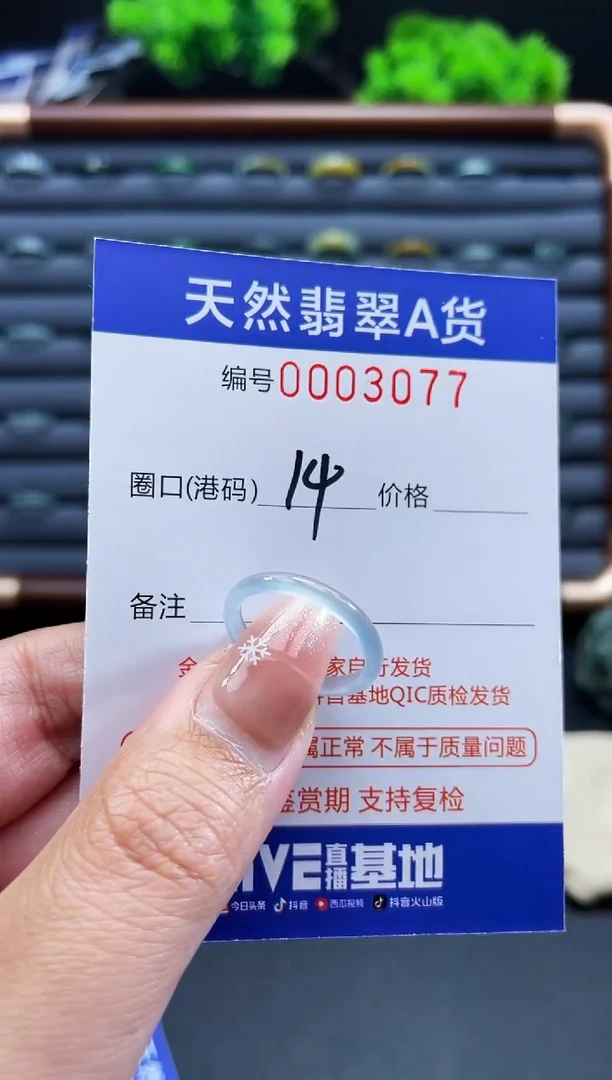 天然翡翠A货
编号0003077
圈口(港码) 14 价格
备注
家自行发货
基地QIC质检发货
属正常 不属于质量问题
鉴赏期 支持复检
IVE直播基地
今日头条 抖音 西瓜视频 抖音火山版